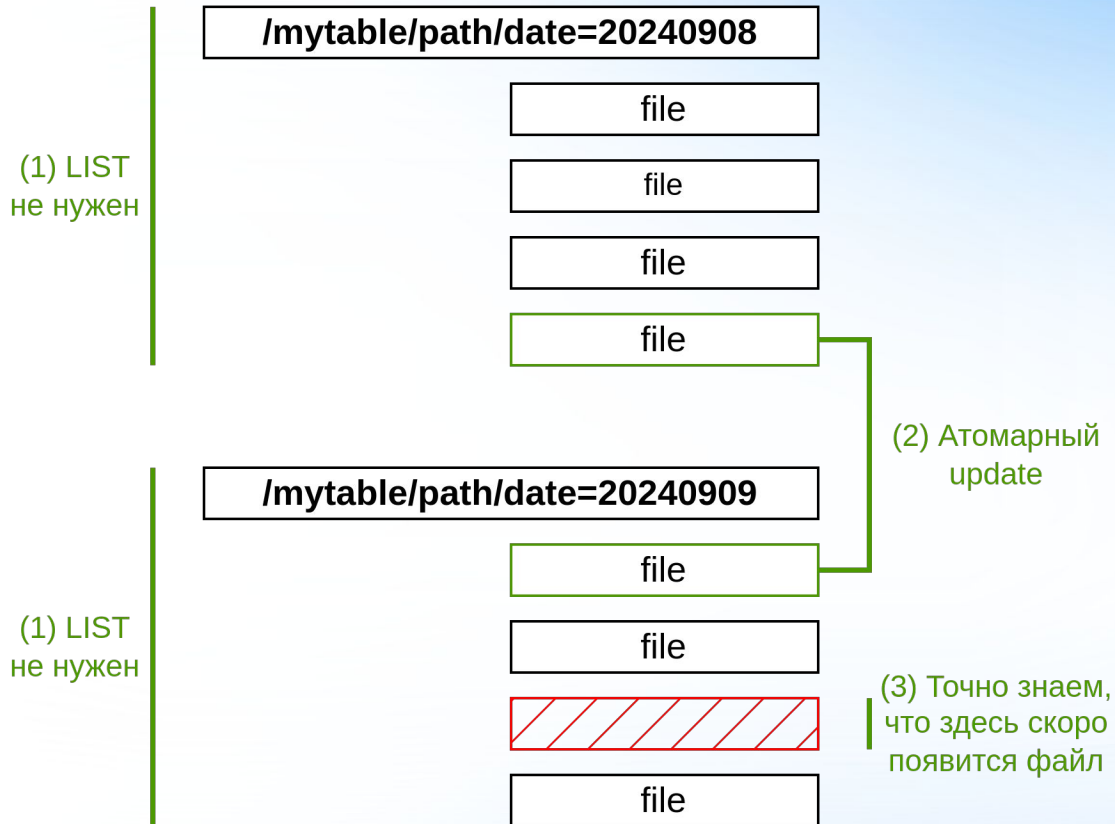 /mytable/path/date=20240908
file
(1) LIST
не нужен
file
file
file
(2) Атомарный
update
/mytable/path/date=20240909
file
(1) LIST
не нужен
file
(3) Точно знаем,
что здесь скоро
появится файл
file